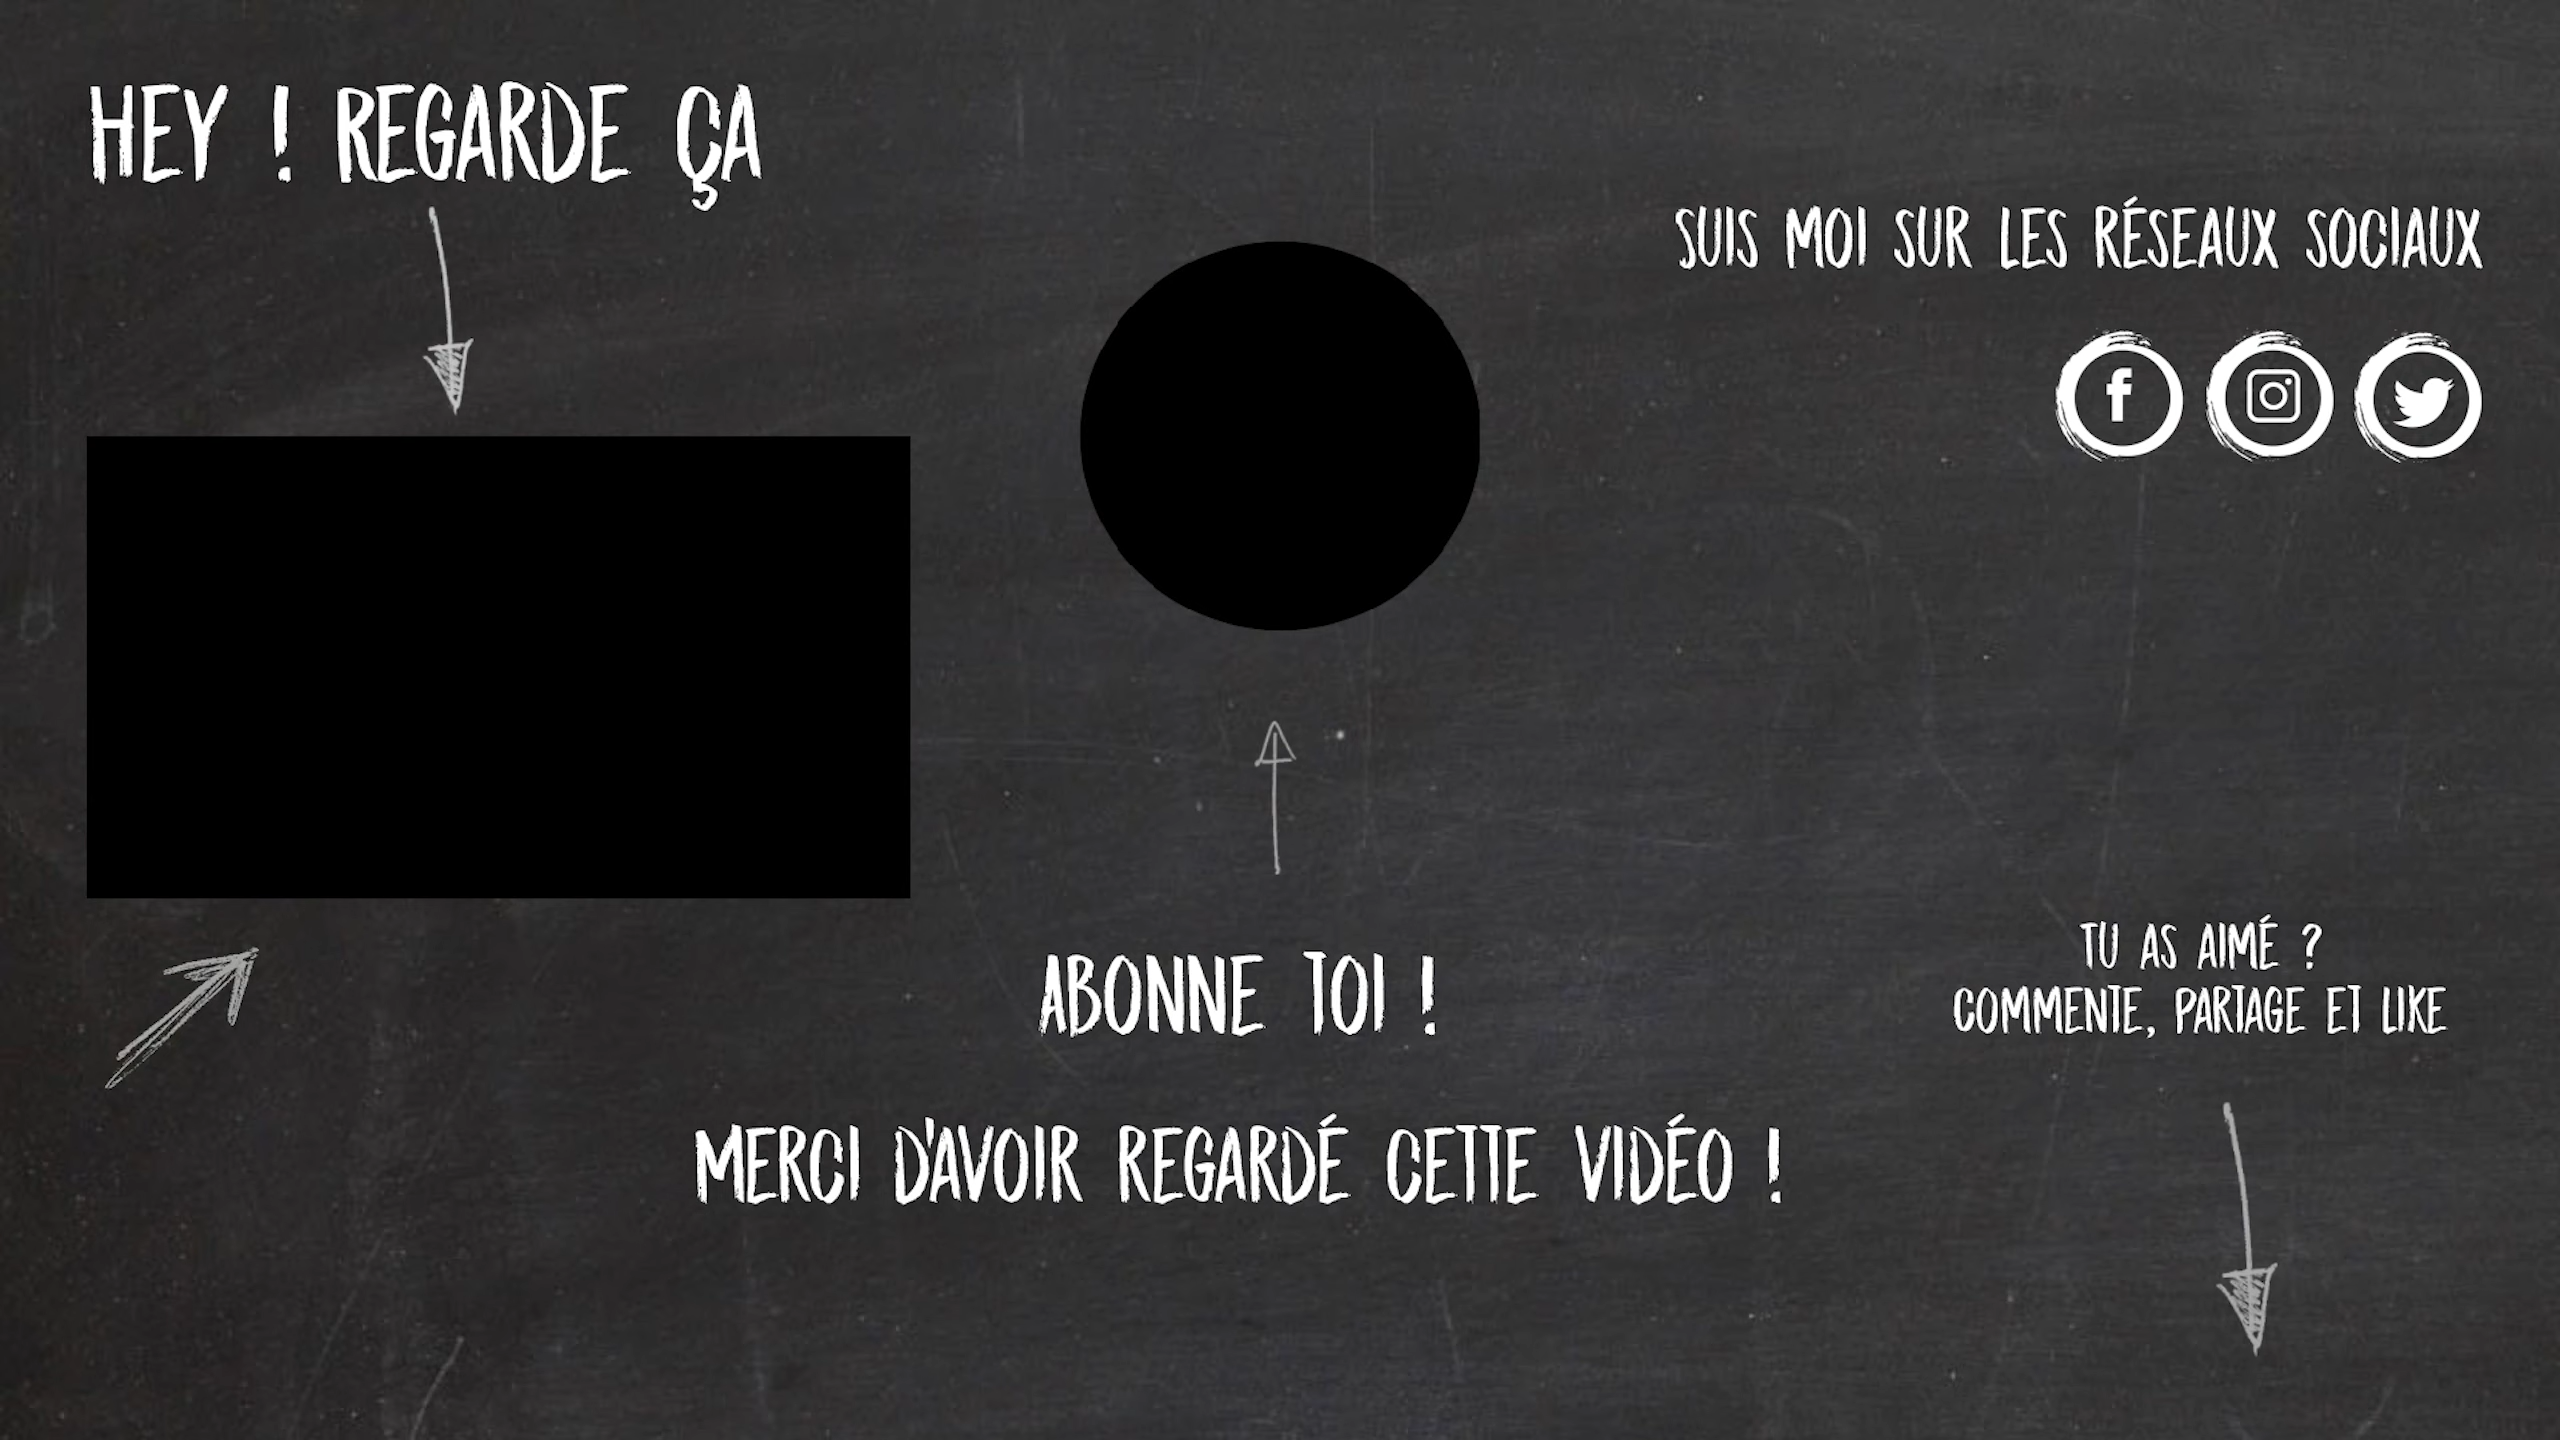 HEY ! REGARDE ÇA
SUIS MOI SUR LES RÉSEAUX SOCIAUX
ABONNE TOI !
TU AS AIMÉ ?
COMMENTE, PARTAGE ET LIKE
MERCI D'AVOIR REGARDÉ CETTE VIDÉO !